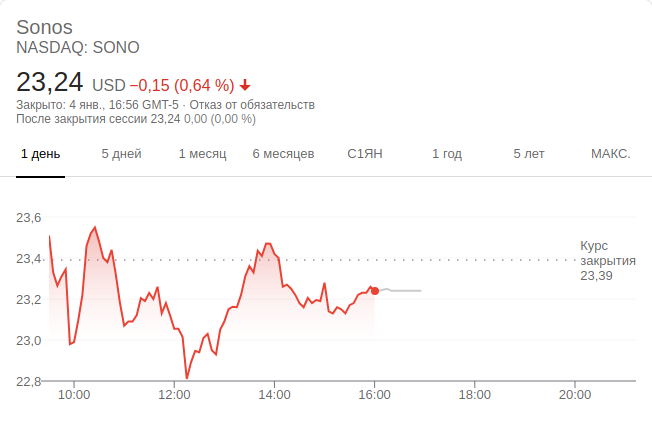 Sonos
NASDAQ: SONO
23,24 USD −0,15 (0,64 %)
Закрыто: 4 янв., 16:56 GMT-5 · Отказ от обязательств
После закрытия сессии 23,24 0,00 (0,00 %)
1 день 5 дней 1 месяц 6 месяцев С1ЯН 1 год 5 лет МАКС.
23,6
23,4
23,2
23,0
22,8
Курс
закрытия
23,39
10:00 12:00 14:00 16:00 18:00 20:00